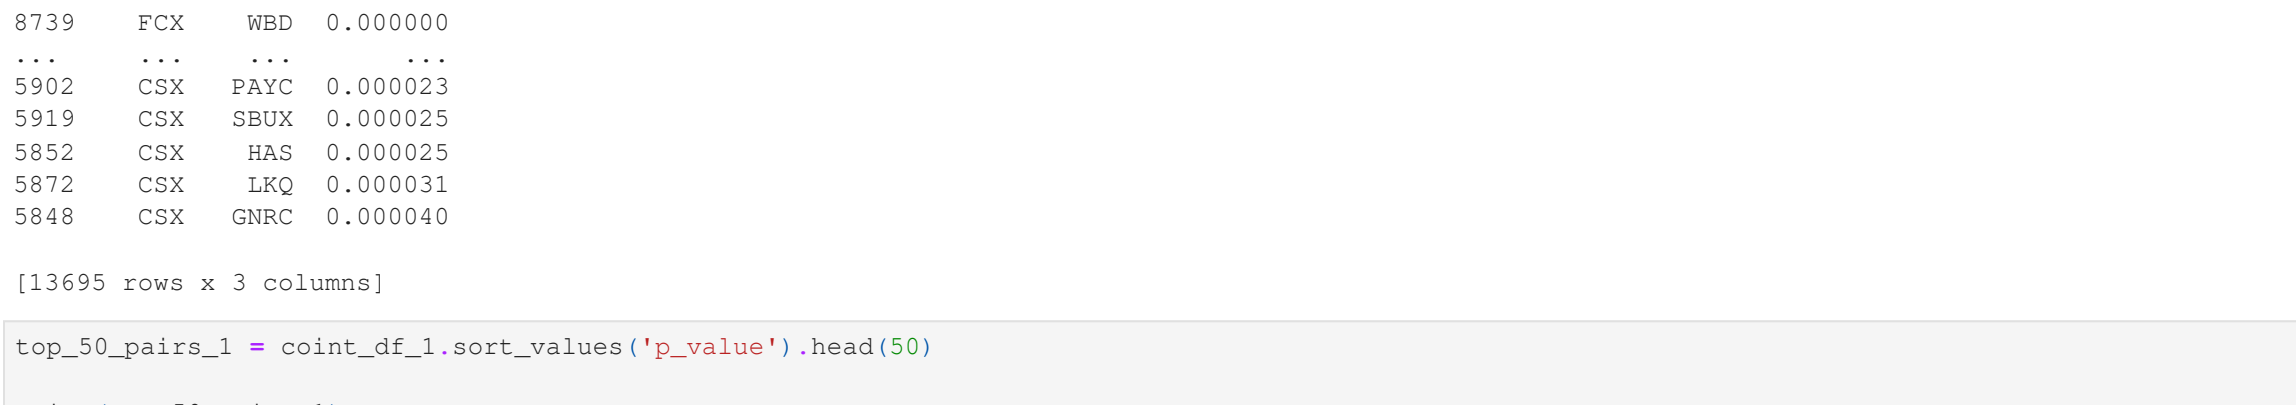 8739 FCX WBD 0.000000
... ... ... ...
5902 CSX PAYC 0.000023
5919 CSX SBUX 0.000025
5852 CSX HAS 0.000025
5872 CSX LKQ 0.000031
5848 CSX GNRC 0.000040
[13695 rows x 3 columns]
top_50_pairs_1 = coint_df_1.sort_values('p_value').head(50)